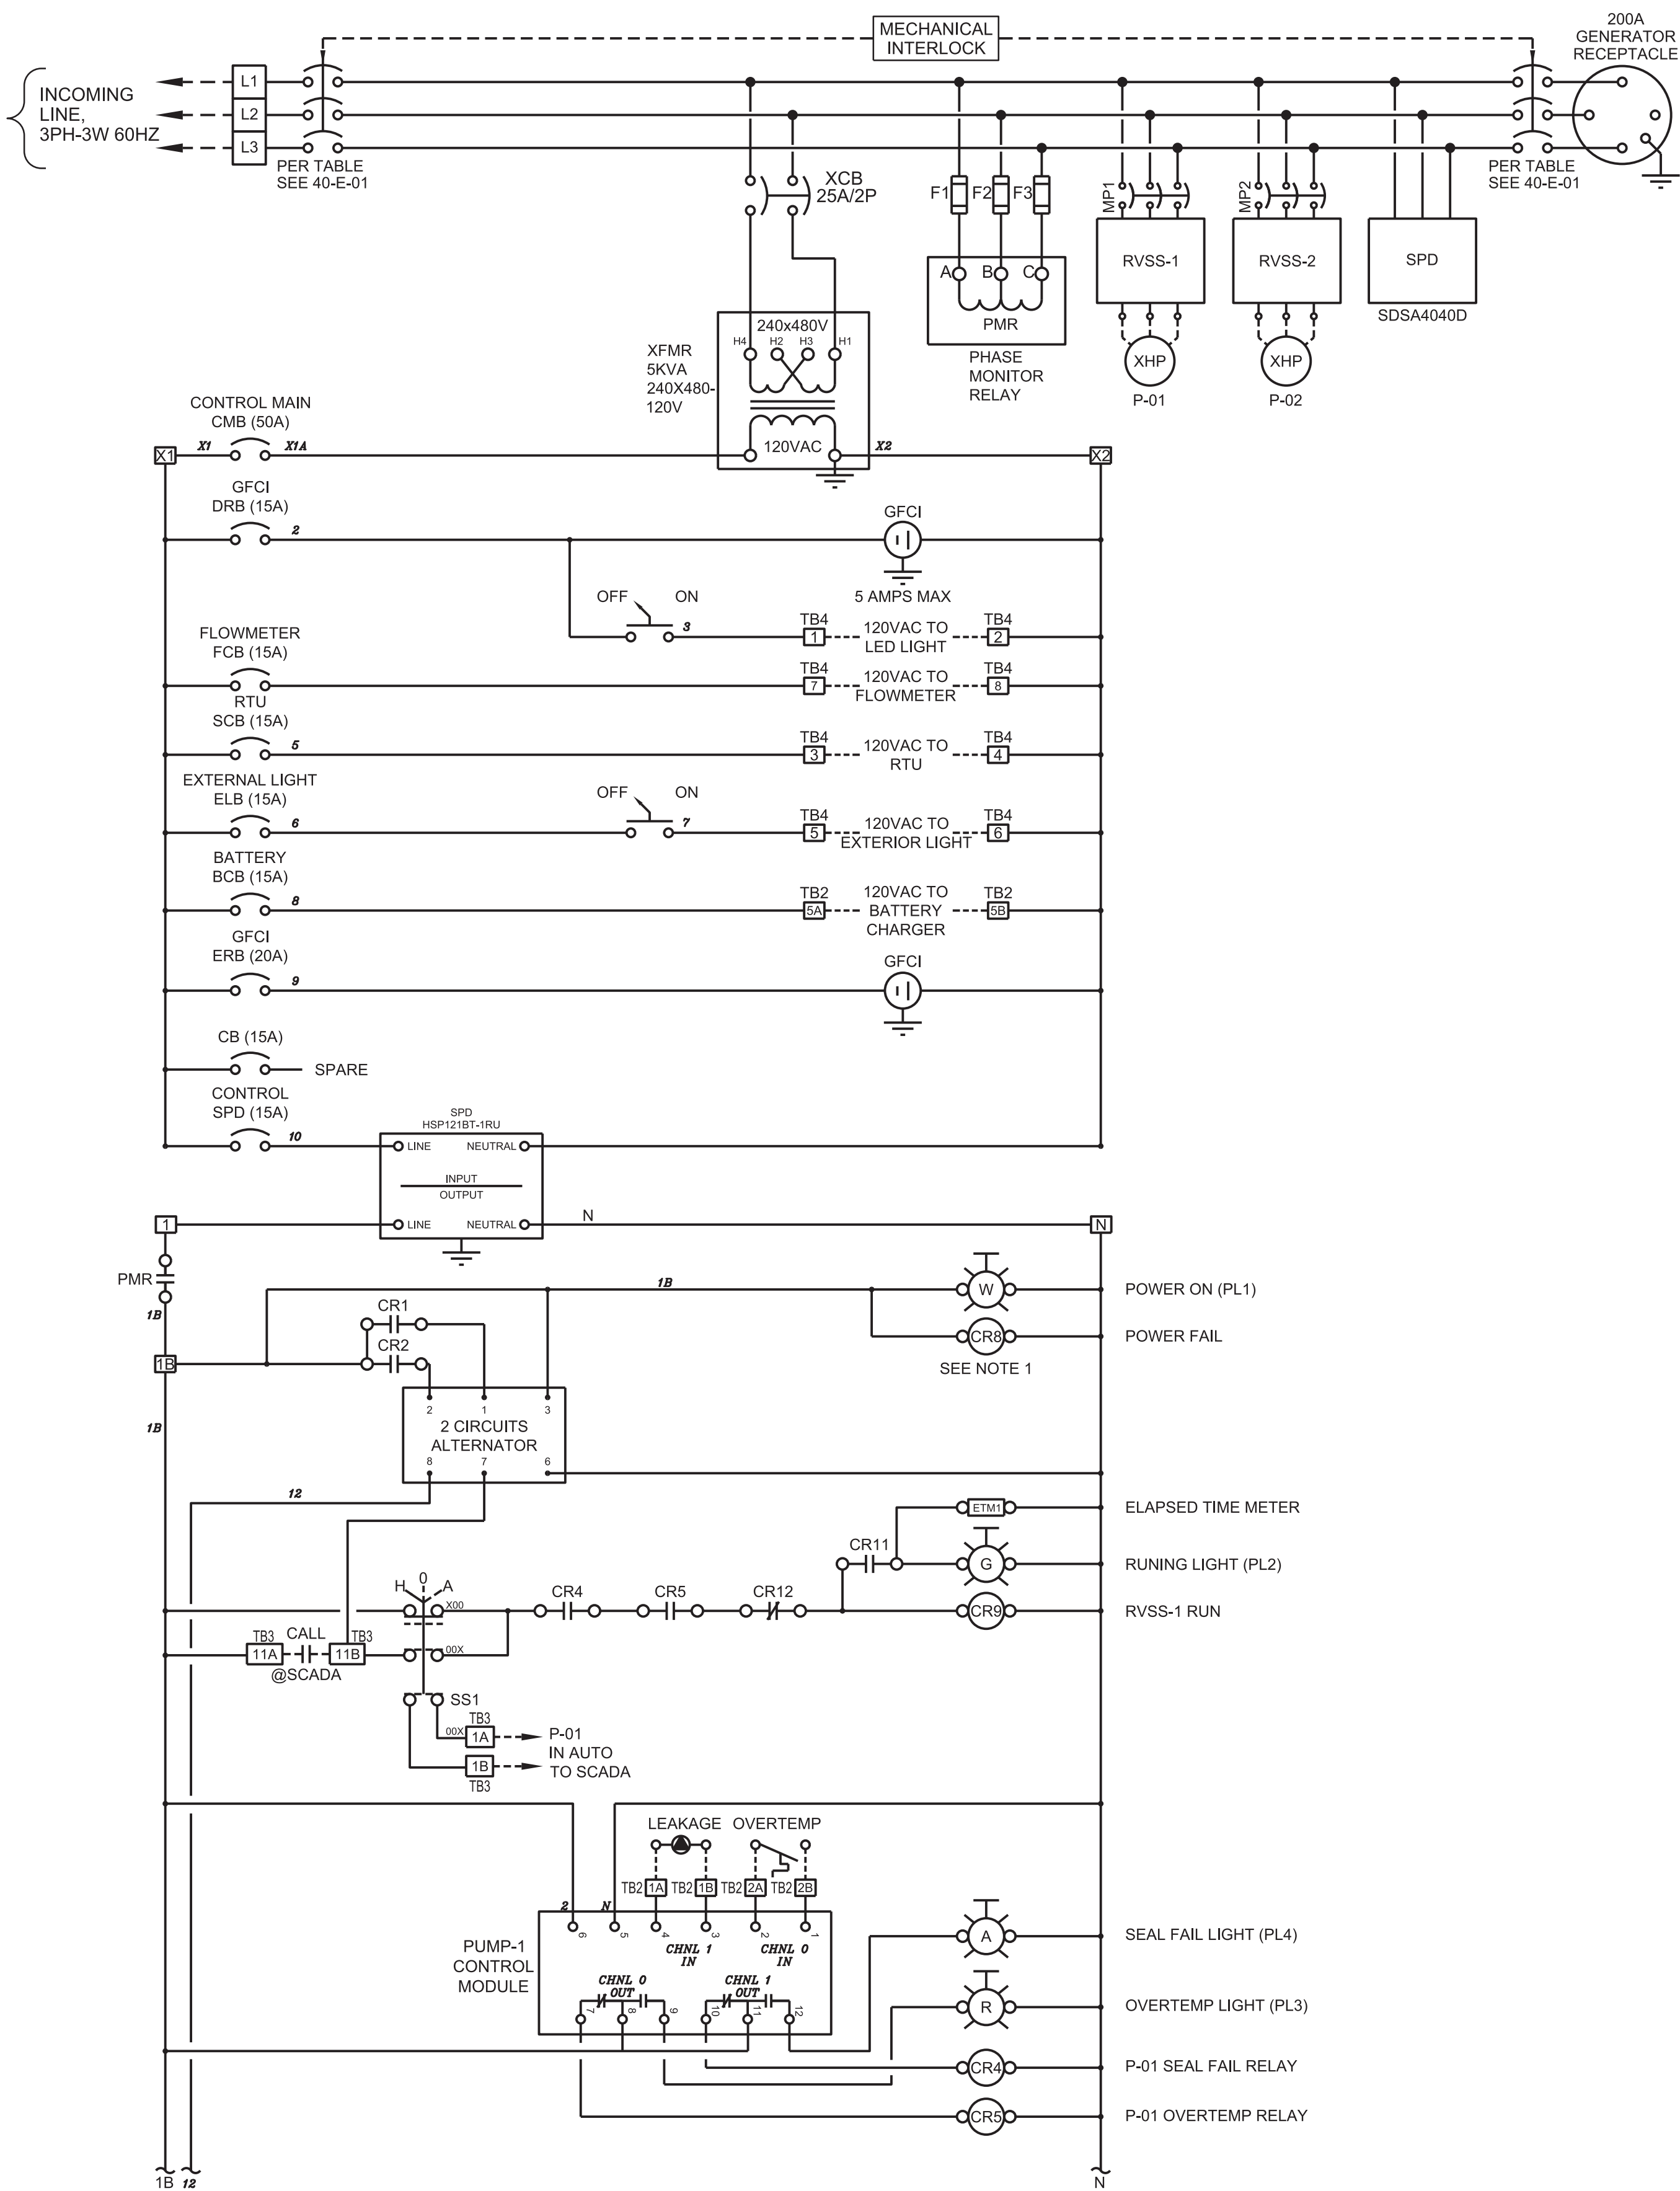 MECHANICAL
INTERLOCK
200A
GENERATOR
RECEPTACLE
INCOMING
LINE,
3PH-3W 60HZ
L1
L2
L3
PER TABLE
SEE 40-E-01
PER TABLE
SEE 40-E-01
XCB
25A/2P
F1
F2
F3
MP1
MP2
A
B
C
PMR
PHASE
MONITOR
RELAY
RVSS-1
RVSS-2
SPD
SDSA4040D
XHP
P-01
XHP
P-02
XFMR
5KVA
240X480-
120V
240x480V
H4
H2
H3
H1
120VAC
CONTROL MAIN
CMB (50A)
X1
X1
X1A
X2
X2
GFCI
DRB (15A)
2
GFCI
OFF
ON
3
5 AMPS MAX
TB4
1
120VAC TO
LED LIGHT
TB4
2
FLOWMETER
FCB (15A)
TB4
7
120VAC TO
FLOWMETER
TB4
8
RTU
SCB (15A)
5
TB4
3
120VAC TO
RTU
TB4
4
EXTERNAL LIGHT
ELB (15A)
6
OFF
ON
7
TB4
5
120VAC TO
EXTERIOR LIGHT
TB4
6
BATTERY
BCB (15A)
8
TB2
5A
120VAC TO
BATTERY
CHARGER
TB2
5B
GFCI
ERB (20A)
9
GFCI
CB (15A)
SPARE
CONTROL
SPD (15A)
10
SPD
HSP121BT-1RU
LINE
NEUTRAL
INPUT
OUTPUT
LINE
NEUTRAL
1
N
N
PMR
1B
1B
W
POWER ON (PL1)
CR1
CR2
CR8
POWER FAIL
SEE NOTE 1
1B
1B
2
1
3
2 CIRCUITS
ALTERNATOR
8
7
6
12
ETM1
ELAPSED TIME METER
CR11
G
RUNING LIGHT (PL2)
H
0
A
X00
CR4
CR5
CR12
CR9
RVSS-1 RUN
TB3
CALL
TB3
11A
11B
@SCADA
00X
SS1
TB3
00X
1A
P-01
IN AUTO
TO SCADA
1B
TB3
LEAKAGE
OVERTEMP
TB2
1A
TB2
1B
TB2
2A
TB2
2B
2
N
6
5
4
3
2
1
CHNL 1
IN
CHNL 0
IN
PUMP-1
CONTROL
MODULE
CHNL 0
OUT
CHNL 1
OUT
7
8
9
10
11
12
A
SEAL FAIL LIGHT (PL4)
R
OVERTEMP LIGHT (PL3)
CR4
P-01 SEAL FAIL RELAY
CR5
P-01 OVERTEMP RELAY
1B
12
N